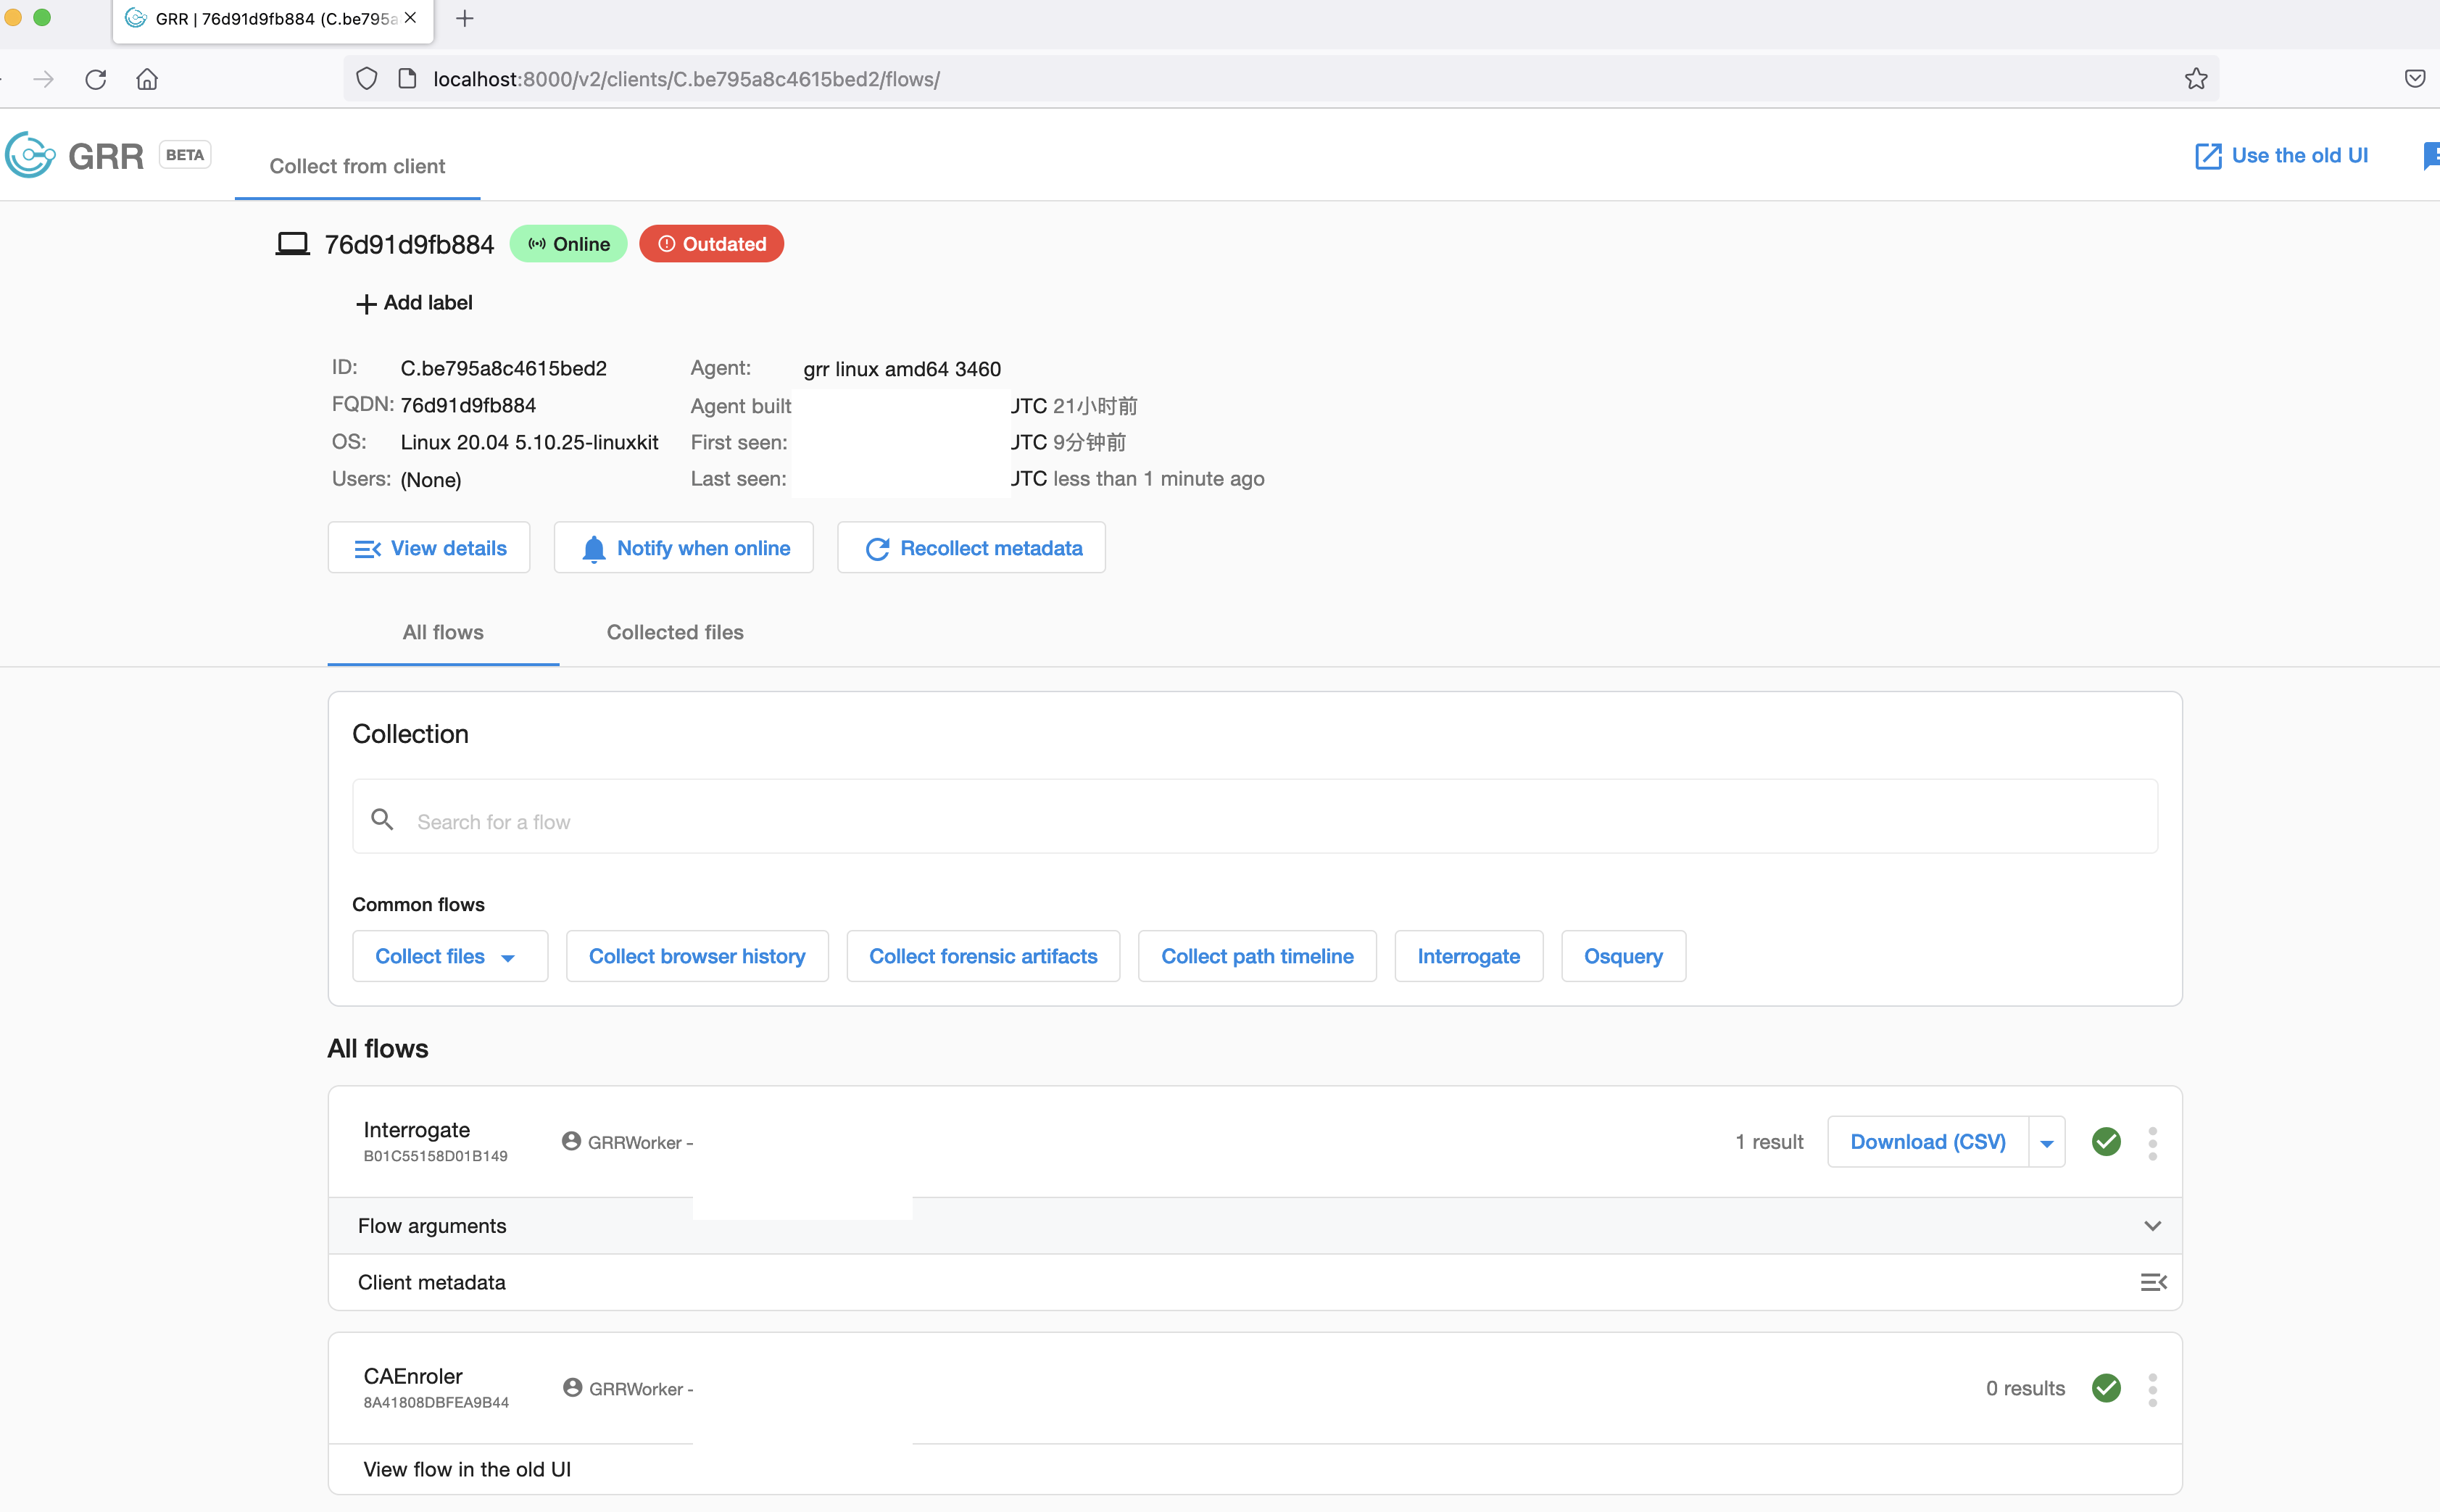 GRR | 76d91d9fb884 (C.be795a
localhost:8000/v2/clients/C.be795a8c4615bed2/flows/
GRR BETA Collect from client Use the old UI
76d91d9fb884 Online Outdated
Add label
ID: C.be795a8c4615bed2 Agent: grr linux amd64 3460
FQDN: 76d91d9fb884 Agent built UTC 21小时前
OS: Linux 20.04 5.10.25-linuxkit First seen: UTC 9分钟前
Users: (None) Last seen: UTC less than 1 minute ago
View details Notify when online Recollect metadata
All flows Collected files
Collection
Search for a flow
Common flows
Collect files Collect browser history Collect forensic artifacts Collect path timeline Interrogate Osquery
All flows
Interrogate GRRWorker - 1 result Download (CSV)
B01C55158D01B149
Flow arguments
Client metadata
CAEnroler GRRWorker - 0 results
8A41808DBFEA9B44
View flow in the old UI